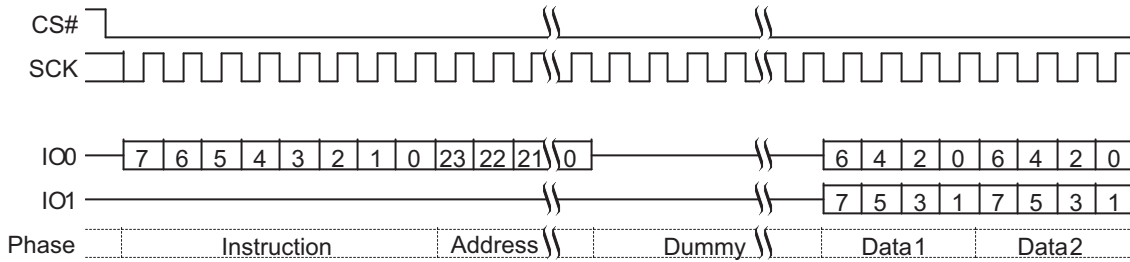 CS#
SCK
IO0 7 6 5 4 3 2 1 0 23 22 21 0 6 4 2 0 6 4 2 0
IO1 7 5 3 1 7 5 3 1
Phase Instruction Address Dummy Data1 Data2